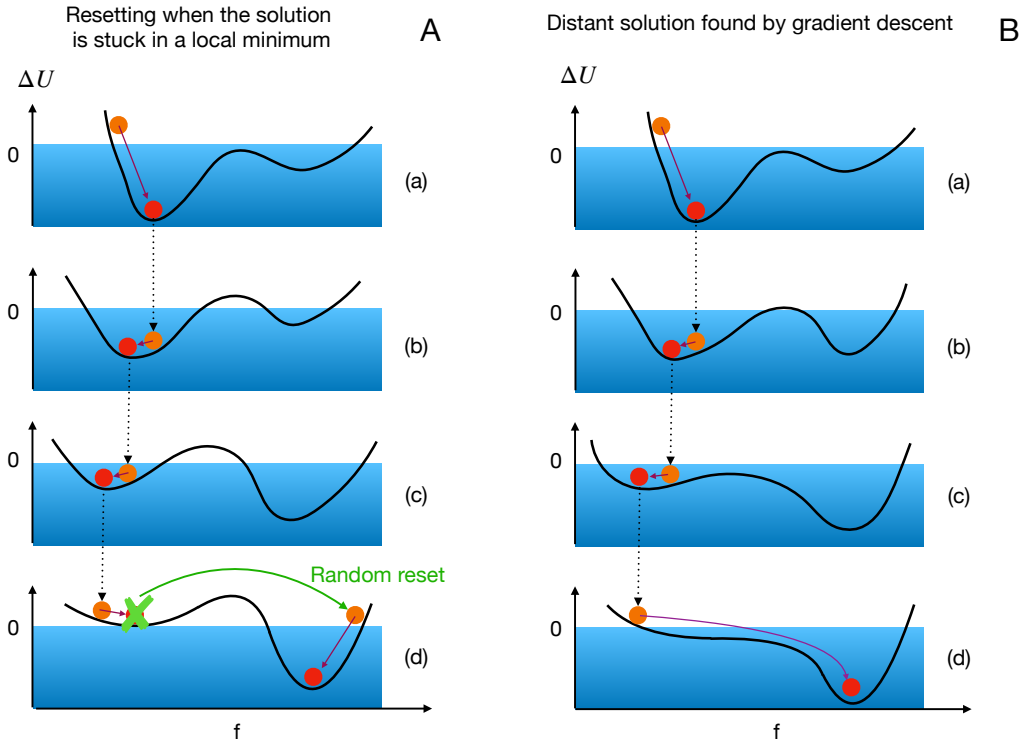 Resetting when the solution
is stuck in a local minimum
A
ΔU
0
(a)
0
(b)
0
(c)
Random reset
0
(d)
f
Distant solution found by gradient descent
B
ΔU
0
(a)
0
(b)
0
(c)
0
(d)
f